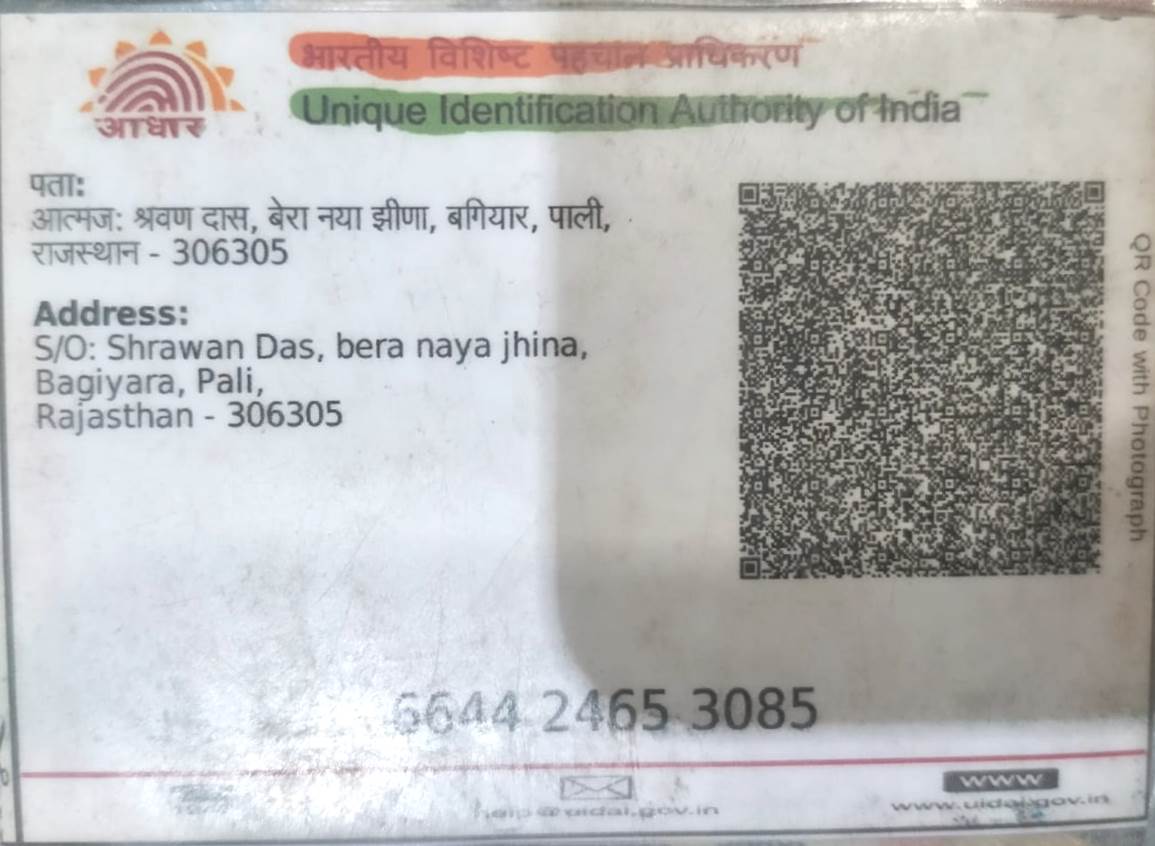 आधार
भारतीय विशिष्ट पहचान प्राधिकरण
Unique Identification Authority of India
पता:
आत्मज: श्रवण दास, बेरा नया झीणा, बगियार, पाली,
राजस्थान - 306305
Address:
S/O: Shrawan Das, bera naya jhina,
Bagiyara, Pali,
Rajasthan - 306305
QR Code with Photograph
6644 2465 3085
www
help@uidai.gov.in
www.uidai.gov.in